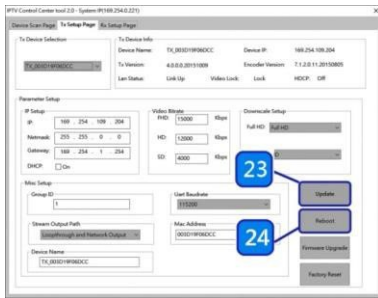 IPTV Control Center tool 2.0 - System IP(169.254.0.221)
Device Scan Page Tx Setup Page Rx Setup Page
Tx Device Selection
TX_003D19F06DCC
Tx Device Info
Device Name: TX_003D19F06DCC Device IP: 169.254.109.204
Tx Version: 4.0.0.0.20151009 Encoder Version: 7.1.2.0.11.20150805
Lan Status: Link Up Video Lock: Lock HDCP: Off
Parameter Setup
IP Setup
IP: 169 . 254 . 109 . 204
Netmask: 255 . 255 . 0 . 0
Gateway: 169 . 254 . 1 . 254
DHCP: On
Video Bitrate
FHD: 15000 Kbps
HD: 12000 Kbps
SD: 4000 Kbps
Downscale Setup
Full HD: Full HD
Misc Setup
Group ID
1
Uart Baudrate
115200
Stream Output Path
Loopthrough and Network Output
Mac Address
003D19F06DCC
Device Name
TX_003D19F06DCC
23
24
Update
Reboot
Firmware Upgrade
Factory Reset